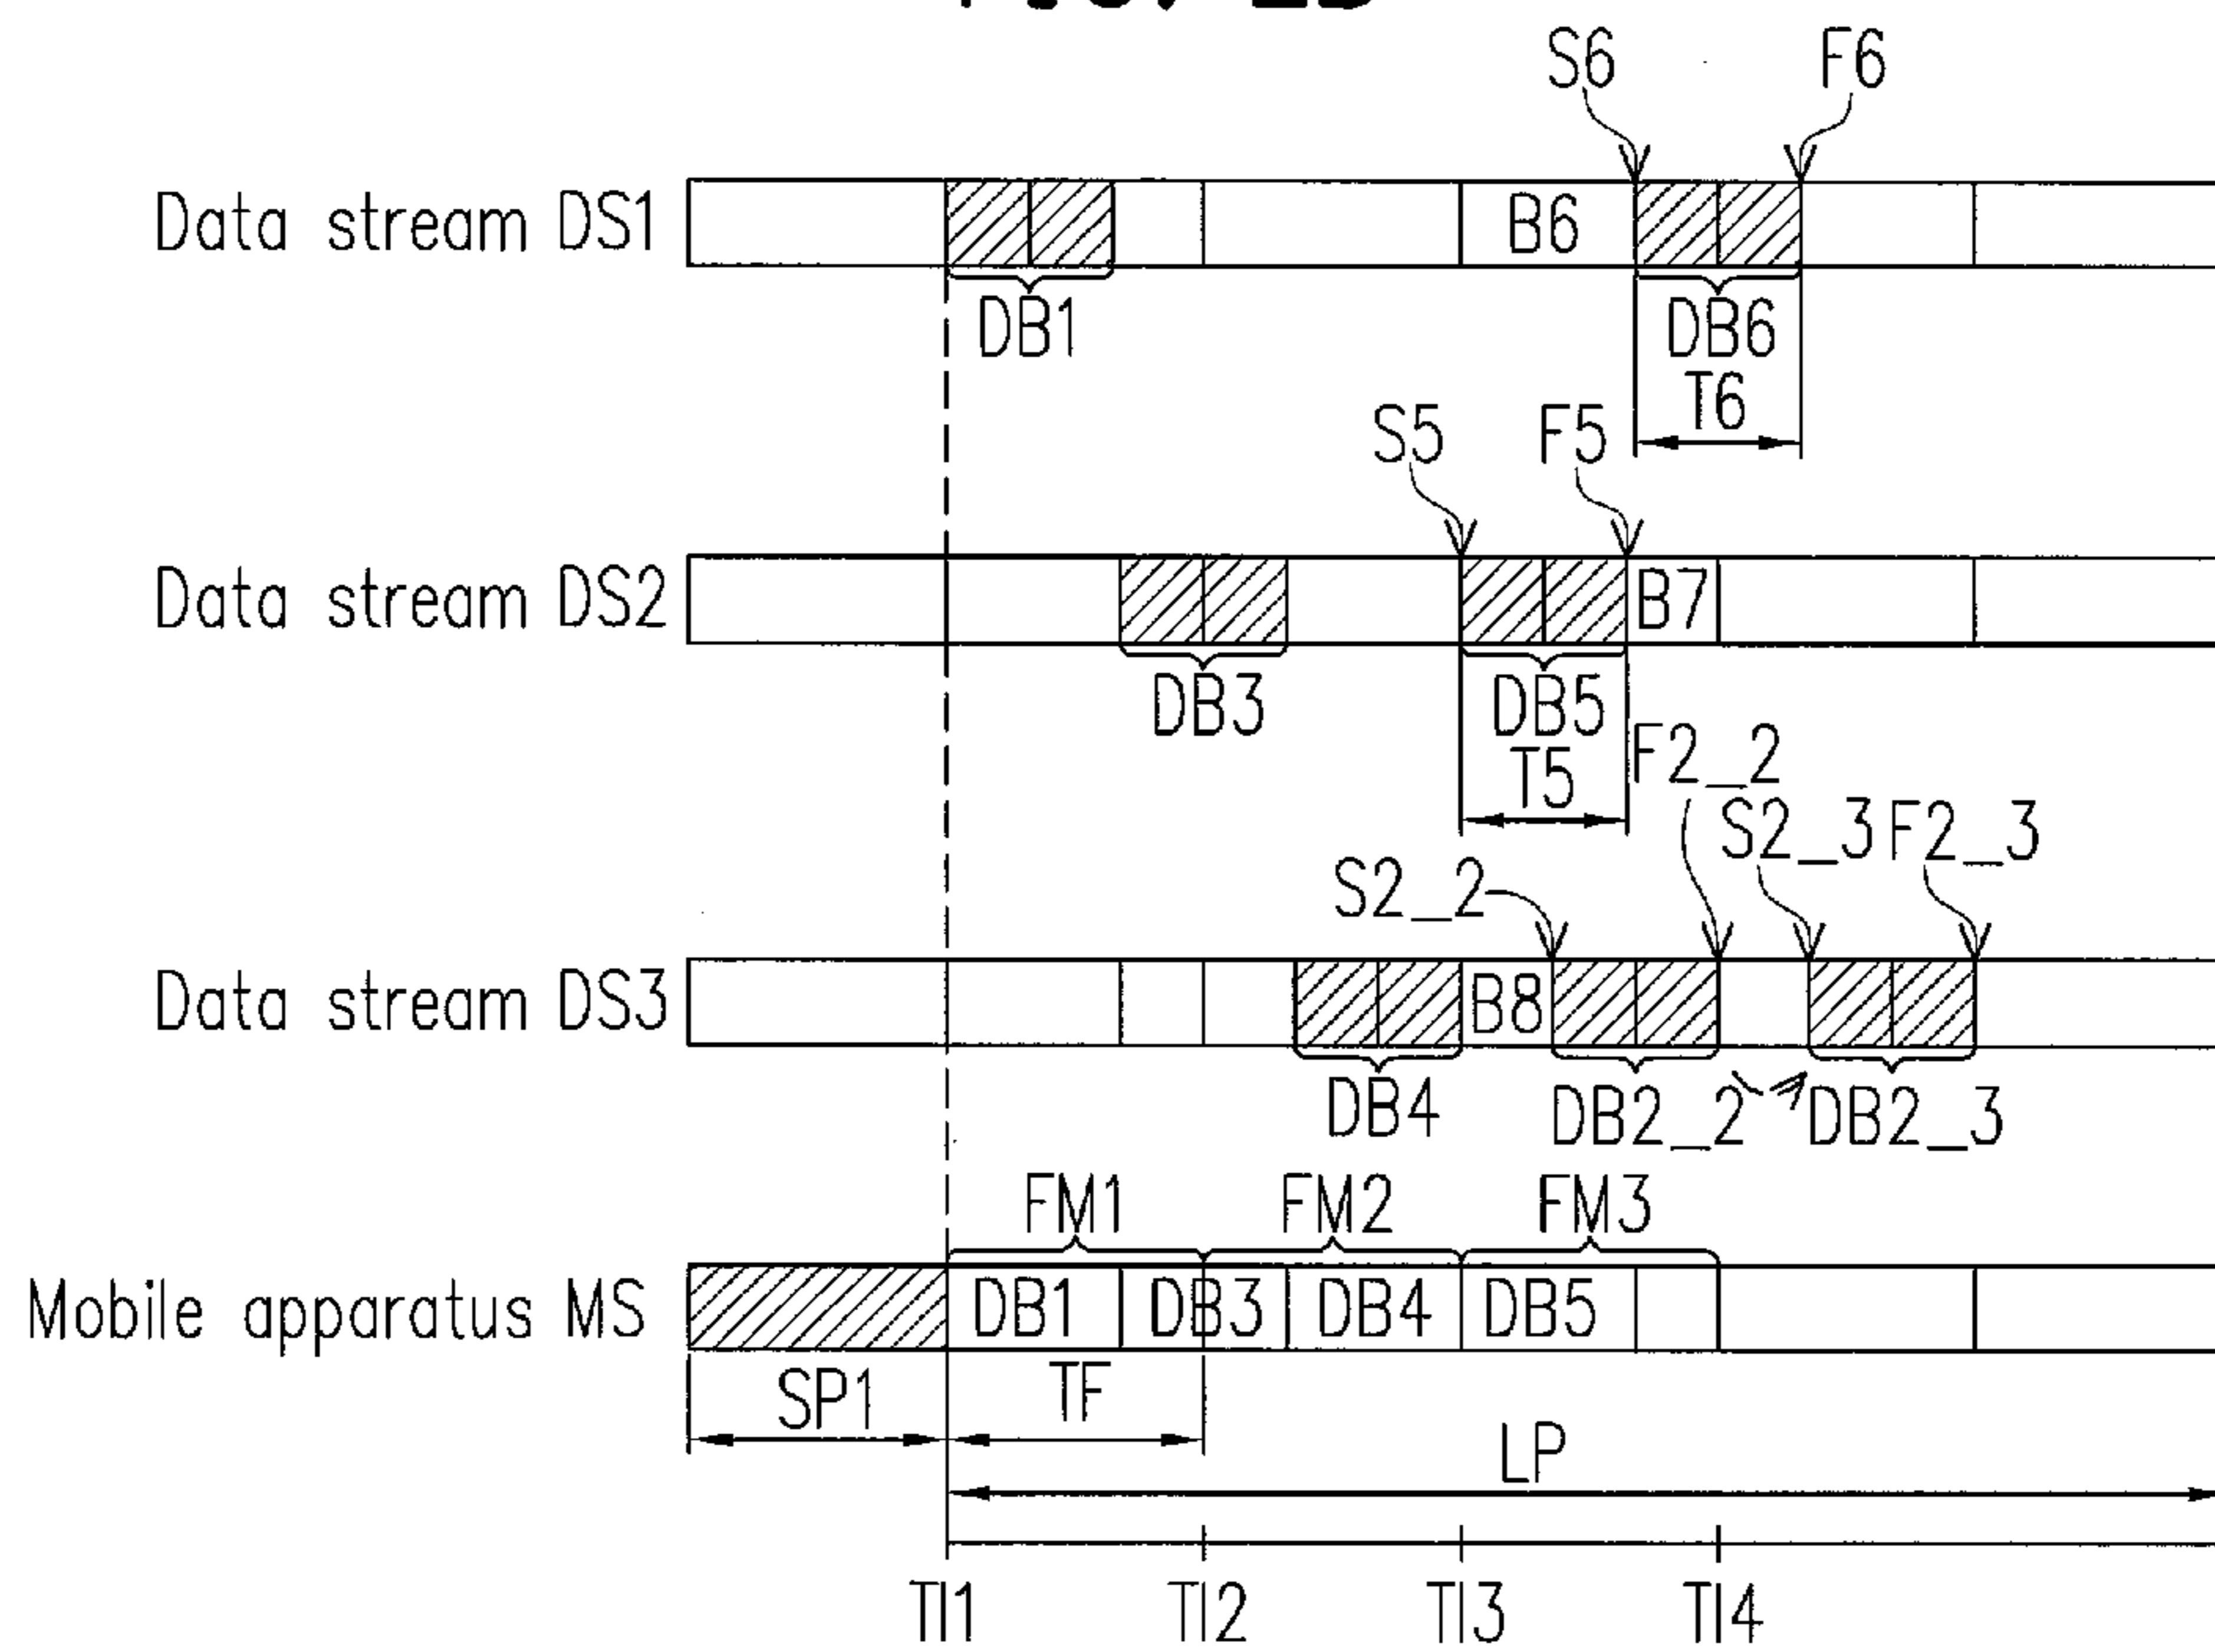 S6 F6
Data stream DS1 B6
DB1 DB6
T6
S5 F5
Data stream DS2 B7
DB3 DB5
T5 F2_2
S2_3 F2_3
S2_2
Data stream DS3 B8
DB4 DB2_2 DB2_3
FM1 FM2 FM3
Mobile apparatus MS DB1 DB3 DB4 DB5
SP1 TF
LP
TI1 TI2 TI3 TI4